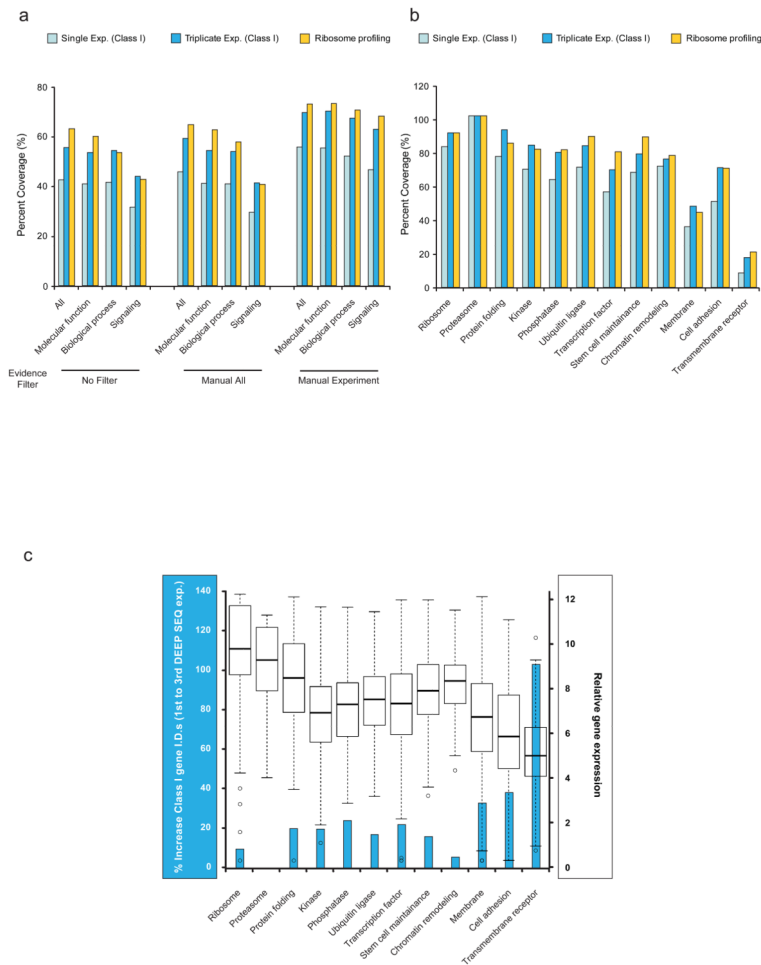 a
Single Exp. (Class I)
Triplicate Exp. (Class I)
Ribosome profiling
Percent Coverage (%)
80
60
40
20
0
All
Molecular function
Biological process
Signaling
All
Molecular function
Biological process
Signaling
All
Molecular function
Biological process
Signaling
Evidence
Filter
No Filter
Manual All
Manual Experiment
b
Single Exp. (Class I)
Triplicate Exp. (Class I)
Ribosome profiling
Percent Coverage (%)
120
100
80
60
40
20
0
Ribosome
Proteasome
Protein folding
Kinase
Phosphatase
Ubiquitin ligase
Transcription factor
Stem cell maintainance
Chromatin remodeling
Membrane
Cell adhesion
Transmembrane receptor
c
% Increase Class I gene I.D.s (1st to 3rd DEEP SEQ exp.)
140
120
100
80
60
40
20
0
12
10
8
6
4
2
0
Relative gene expression
Ribosome
Proteasome
Protein folding
Kinase
Phosphatase
Ubiquitin ligase
Transcription factor
Stem cell maintainance
Chromatin remodeling
Membrane
Cell adhesion
Transmembrane receptor